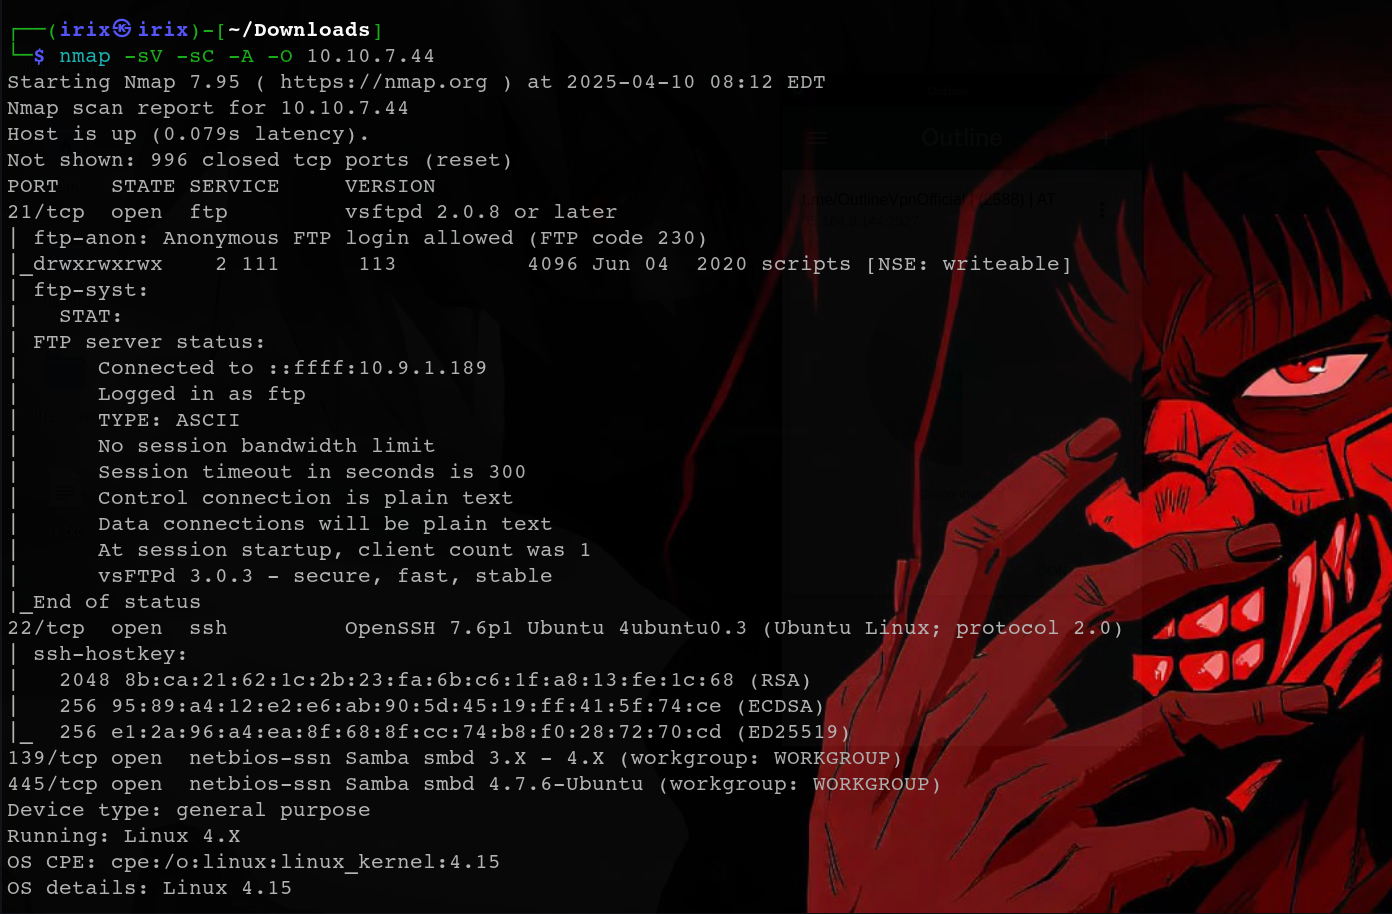 ┌──(irix㉿irix)-[~/Downloads]
└─$ nmap -sV -sC -A -O 10.10.7.44
Starting Nmap 7.95 ( https://nmap.org ) at 2025-04-10 08:12 EDT
Nmap scan report for 10.10.7.44
Host is up (0.079s latency).
Not shown: 996 closed tcp ports (reset)
PORT    STATE SERVICE     VERSION
21/tcp  open  ftp         vsftpd 2.0.8 or later
| ftp-anon: Anonymous FTP login allowed (FTP code 230)
|_drwxrwxrwx    2 111      113          4096 Jun 04  2020 scripts [NSE: writeable]
| ftp-syst:
|   STAT:
| FTP server status:
|      Connected to ::ffff:10.9.1.189
|      Logged in as ftp
|      TYPE: ASCII
|      No session bandwidth limit
|      Session timeout in seconds is 300
|      Control connection is plain text
|      Data connections will be plain text
|      At session startup, client count was 1
|      vsFTPd 3.0.3 - secure, fast, stable
|_End of status
22/tcp  open  ssh         OpenSSH 7.6p1 Ubuntu 4ubuntu0.3 (Ubuntu Linux; protocol 2.0)
| ssh-hostkey:
|   2048 8b:ca:21:62:1c:2b:23:fa:6b:c6:1f:a8:13:fe:1c:68 (RSA)
|   256 95:89:a4:12:e2:e6:ab:90:5d:45:19:ff:41:5f:74:ce (ECDSA)
|_  256 e1:2a:96:a4:ea:8f:68:8f:cc:74:b8:f0:28:72:70:cd (ED25519)
139/tcp open  netbios-ssn Samba smbd 3.X - 4.X (workgroup: WORKGROUP)
445/tcp open  netbios-ssn Samba smbd 4.7.6-Ubuntu (workgroup: WORKGROUP)
Device type: general purpose
Running: Linux 4.X
OS CPE: cpe:/o:linux:linux_kernel:4.15
OS details: Linux 4.15
Outline